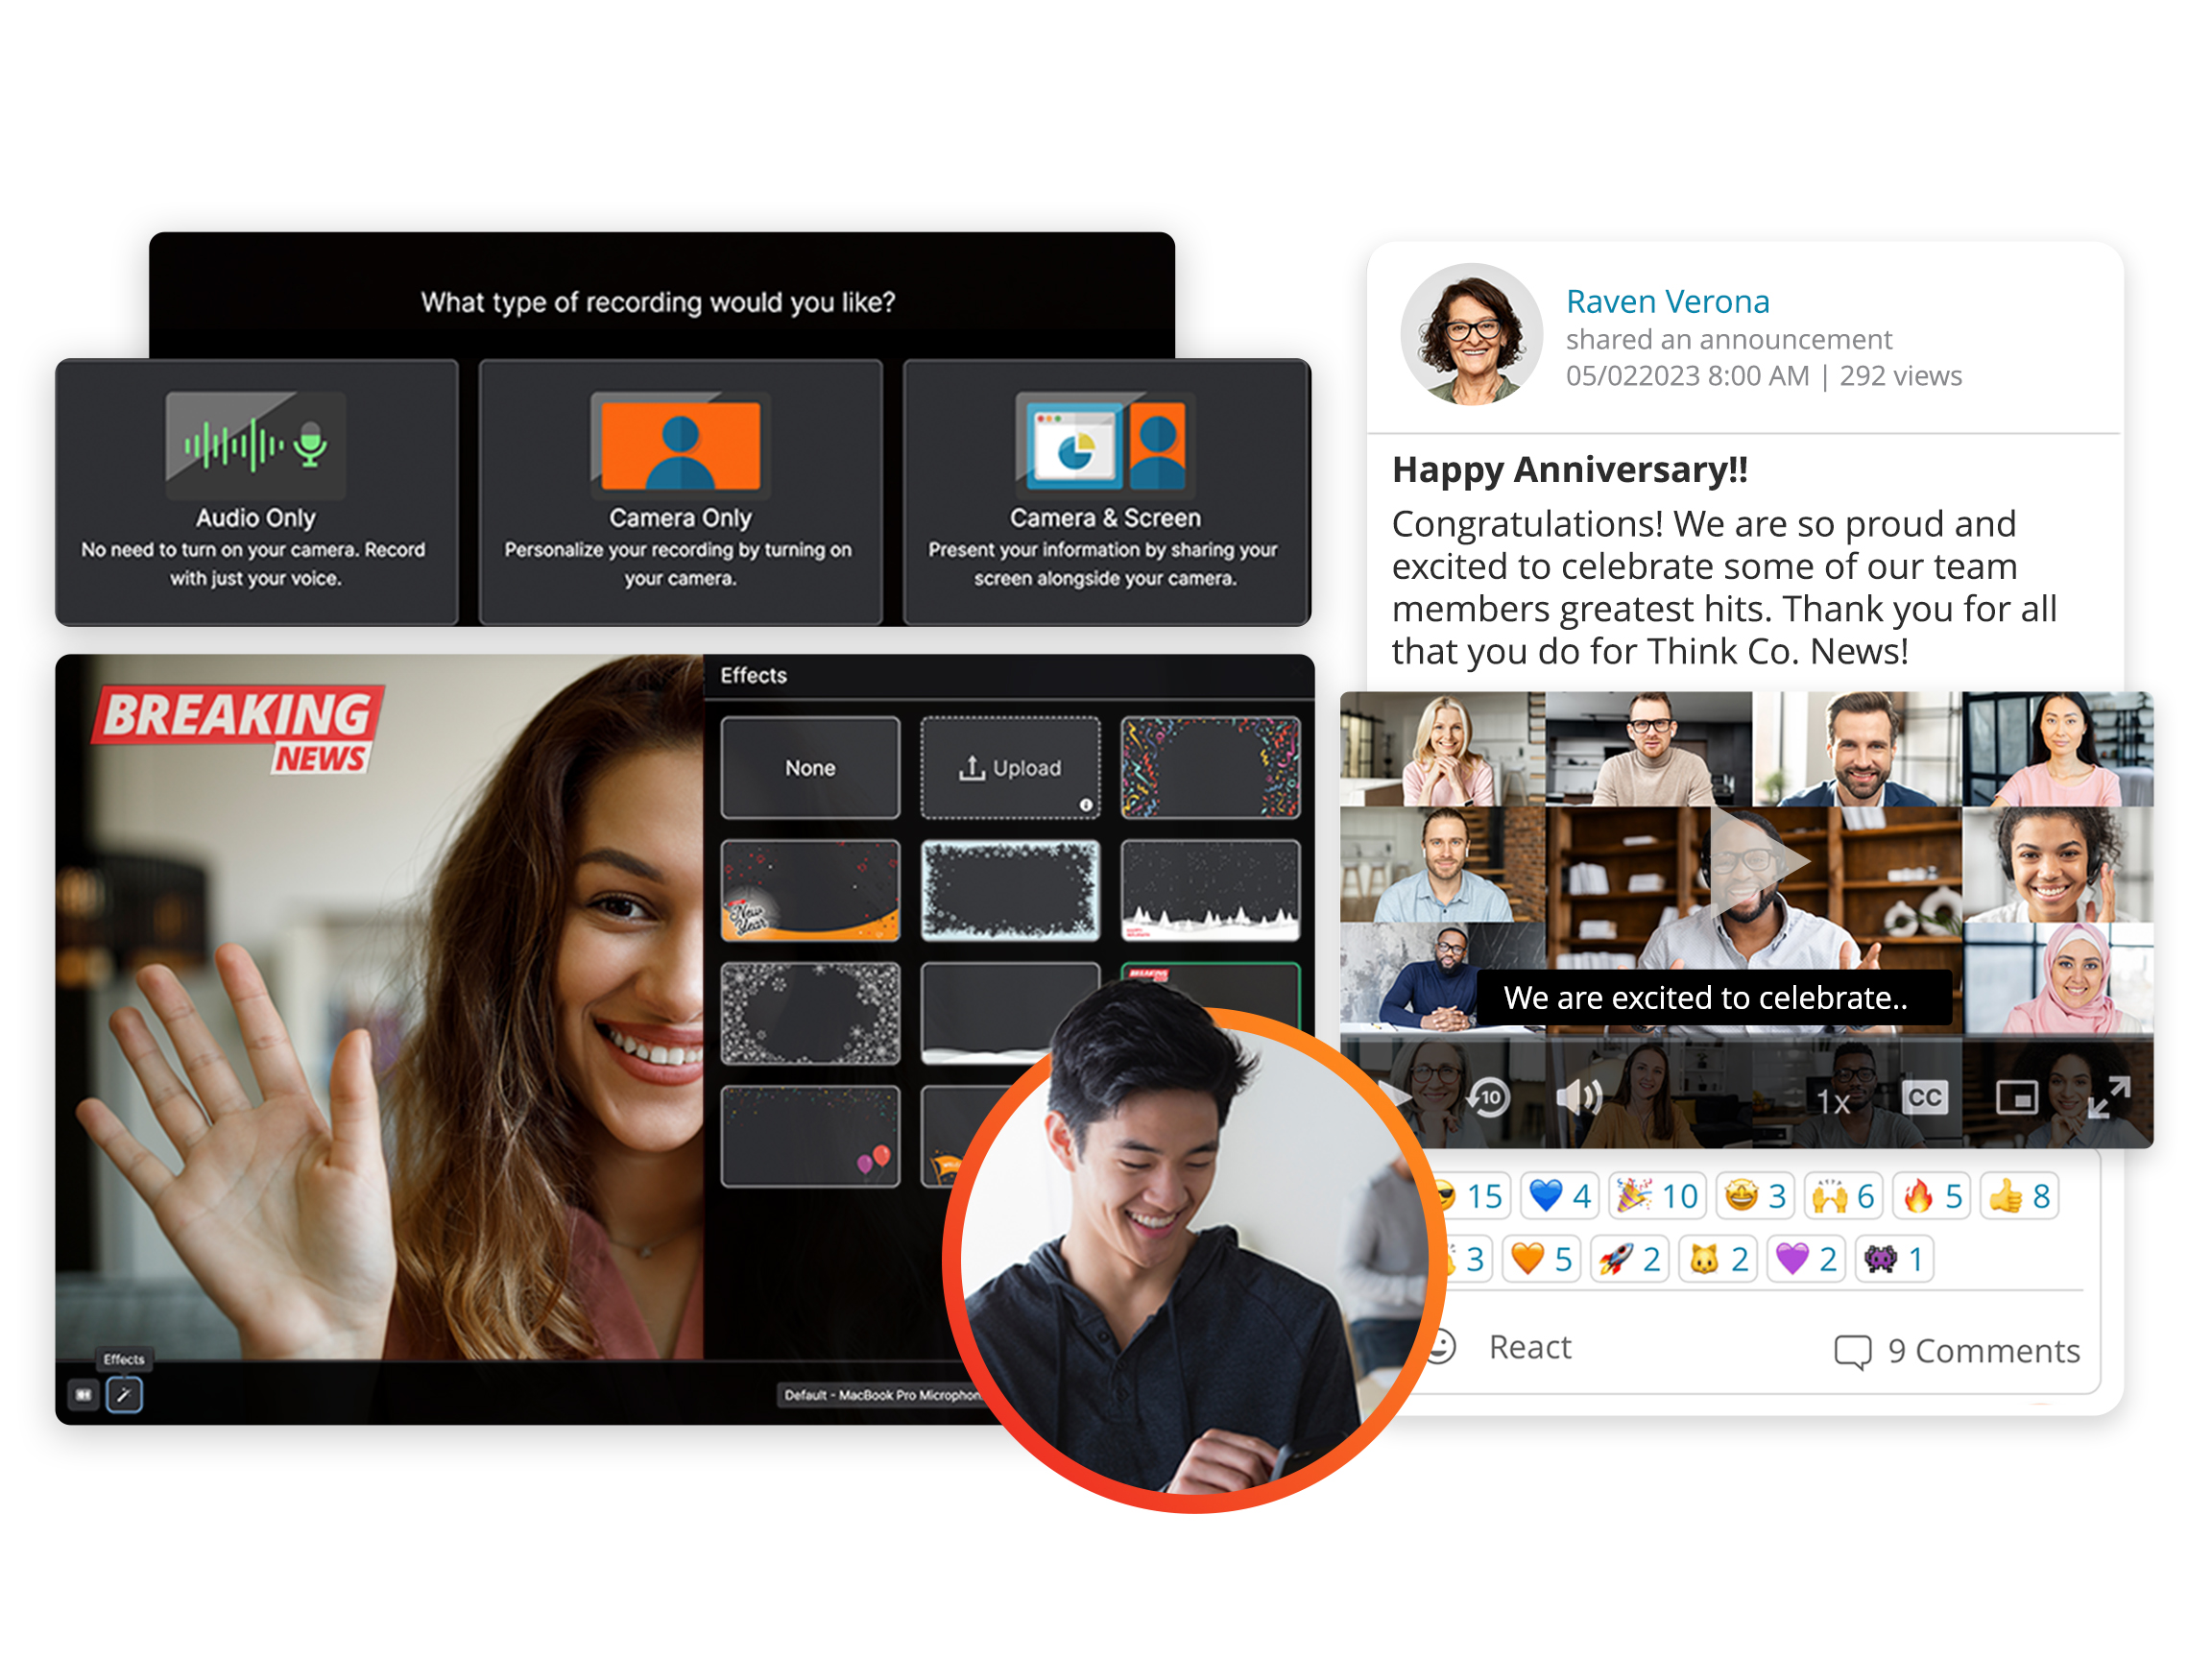 What type of recording would you like?
Audio Only
No need to turn on your camera. Record
with just your voice.
Camera Only
Personalize your recording by turning on
your camera.
Camera & Screen
Present your information by sharing your
screen alongside your camera.
BREAKING
NEWS
Effects
None
Upload
New
Year
BREAKING
Effects
Default - MacBook Pro
Raven Verona
shared an announcement
05/022023 8:00 AM | 292 views
Happy Anniversary!!
Congratulations! We are so proud and
excited to celebrate some of our team
members greatest hits. Thank you for all
that you do for Think Co. News!
We are excited to celebrate..
10
1x
CC
15 4 10 3 6 5 8
3 5 2 2 2 1
React
9 Comments